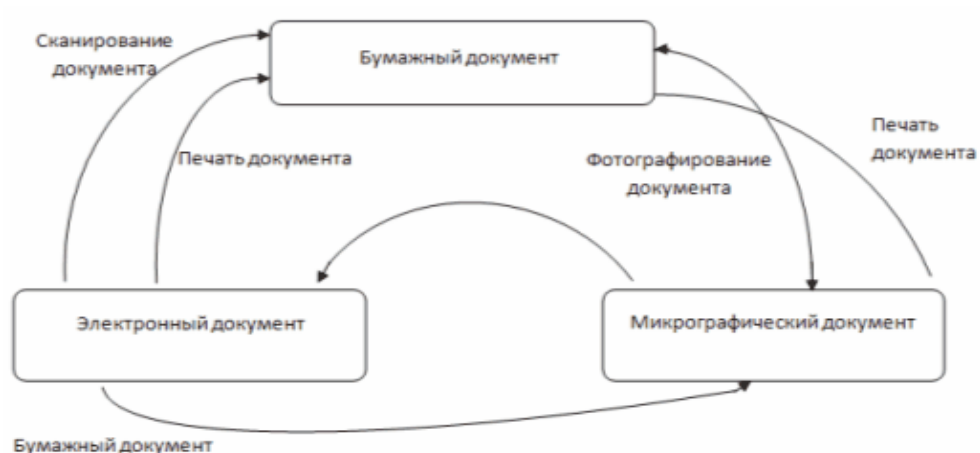 Сканирование
документа
Бумажный документ
Печать документа
Фотографирование
документа
Печать
документа
Электронный документ
Микрографический документ
Бумажный документ